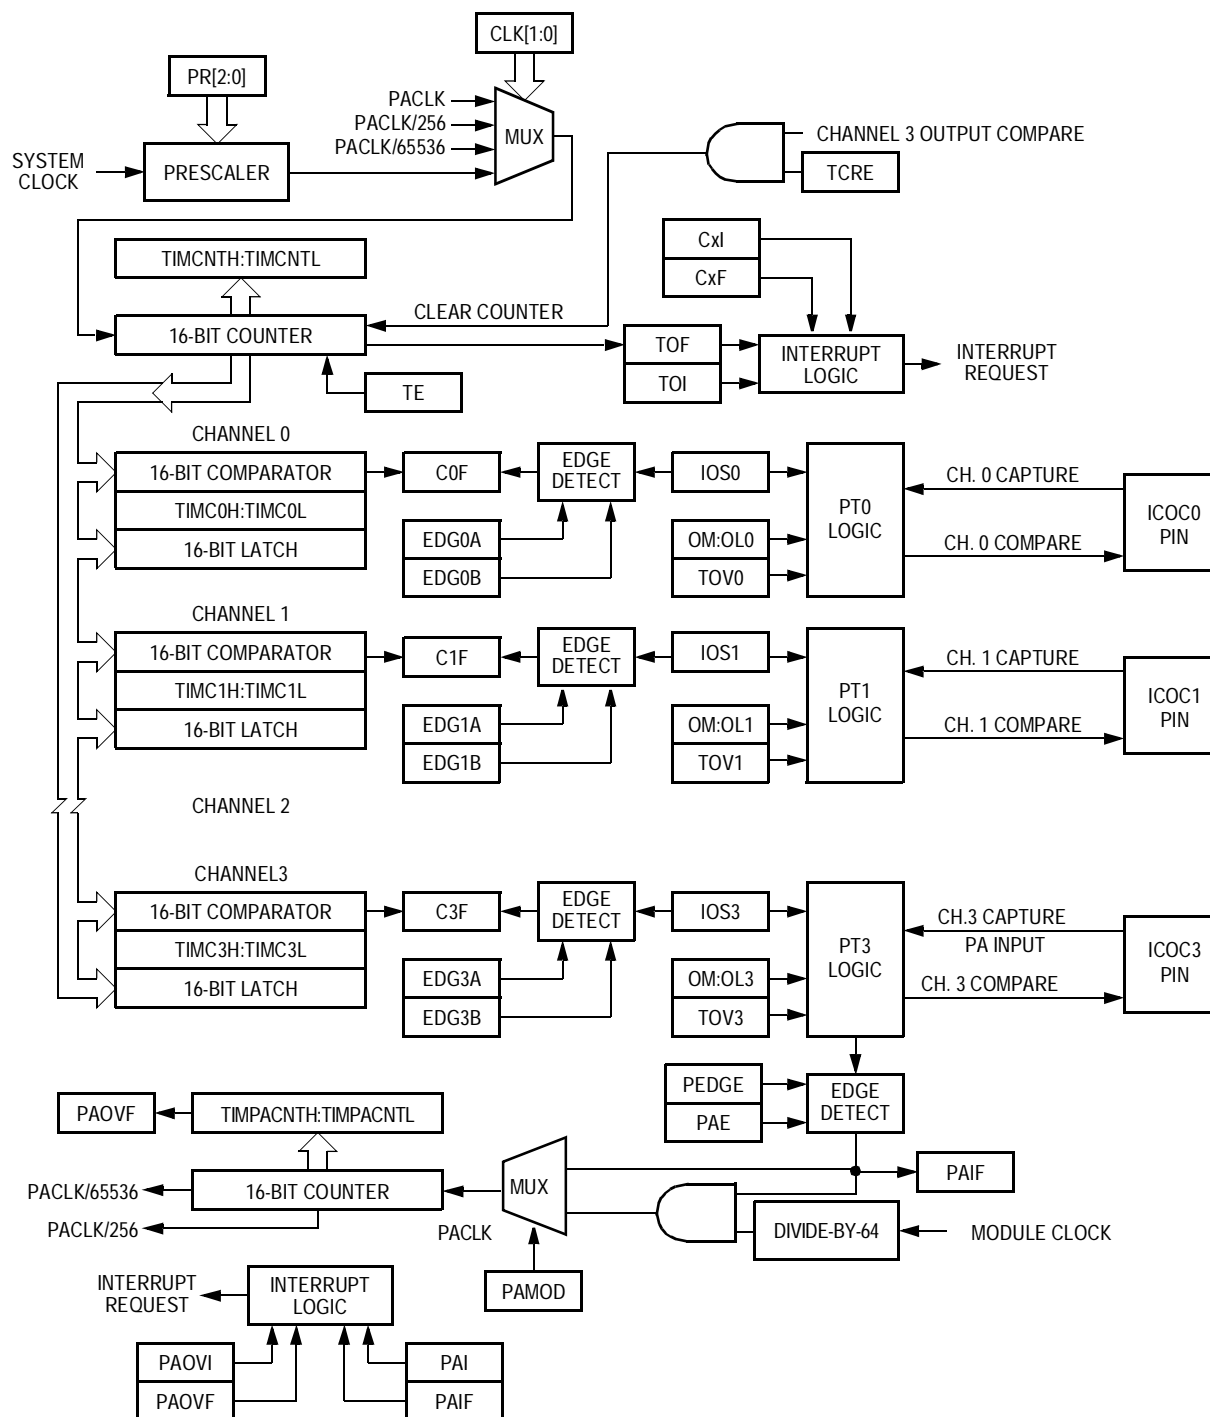 CLK[1:0]
PR[2:0]
PACLK
PACLK/256
PACLK/65536
MUX
SYSTEM
CLOCK
PRESCALER
CHANNEL 3 OUTPUT COMPARE
TCRE
TIMCNTH:TIMCNTL
CxI
CxF
CLEAR COUNTER
16-BIT COUNTER
TOF
TOI
INTERRUPT
LOGIC
INTERRUPT
REQUEST
TE
CHANNEL 0
16-BIT COMPARATOR
TIMC0H:TIMC0L
16-BIT LATCH
C0F
EDGE
DETECT
IOS0
EDG0A
EDG0B
OM:OL0
TOV0
PT0
LOGIC
CH. 0 CAPTURE
CH. 0 COMPARE
ICOC0
PIN
CHANNEL 1
16-BIT COMPARATOR
TIMC1H:TIMC1L
16-BIT LATCH
C1F
EDGE
DETECT
IOS1
EDG1A
EDG1B
OM:OL1
TOV1
PT1
LOGIC
CH. 1 CAPTURE
CH. 1 COMPARE
ICOC1
PIN
CHANNEL 2
CHANNEL3
16-BIT COMPARATOR
TIMC3H:TIMC3L
16-BIT LATCH
C3F
EDGE
DETECT
IOS3
EDG3A
EDG3B
OM:OL3
TOV3
PT3
LOGIC
CH.3 CAPTURE
PA INPUT
CH. 3 COMPARE
ICOC3
PIN
PEDGE
PAE
EDGE
DETECT
PAOVF
TIMPACNTH:TIMPACNTL
PACLK/65536
16-BIT COUNTER
PACLK/256
PACLK
MUX
PAMOD
PAIF
DIVIDE-BY-64
MODULE CLOCK
INTERRUPT
REQUEST
INTERRUPT
LOGIC
PAOVI
PAOVF
PAI
PAIF